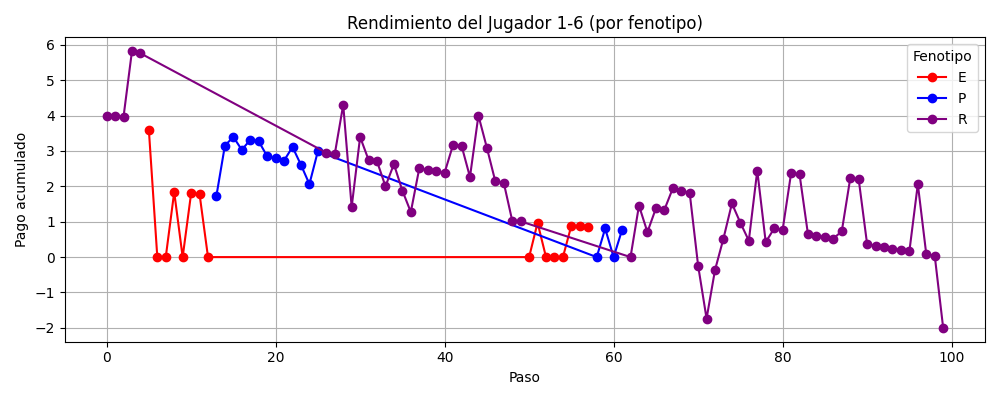 Rendimiento del Jugador 1-6 (por fenotipo)
Fenotipo
E
P
R
Pago acumulado
6
5
4
3
2
1
0
−1
−2
0 20 40 60 80 100
Paso